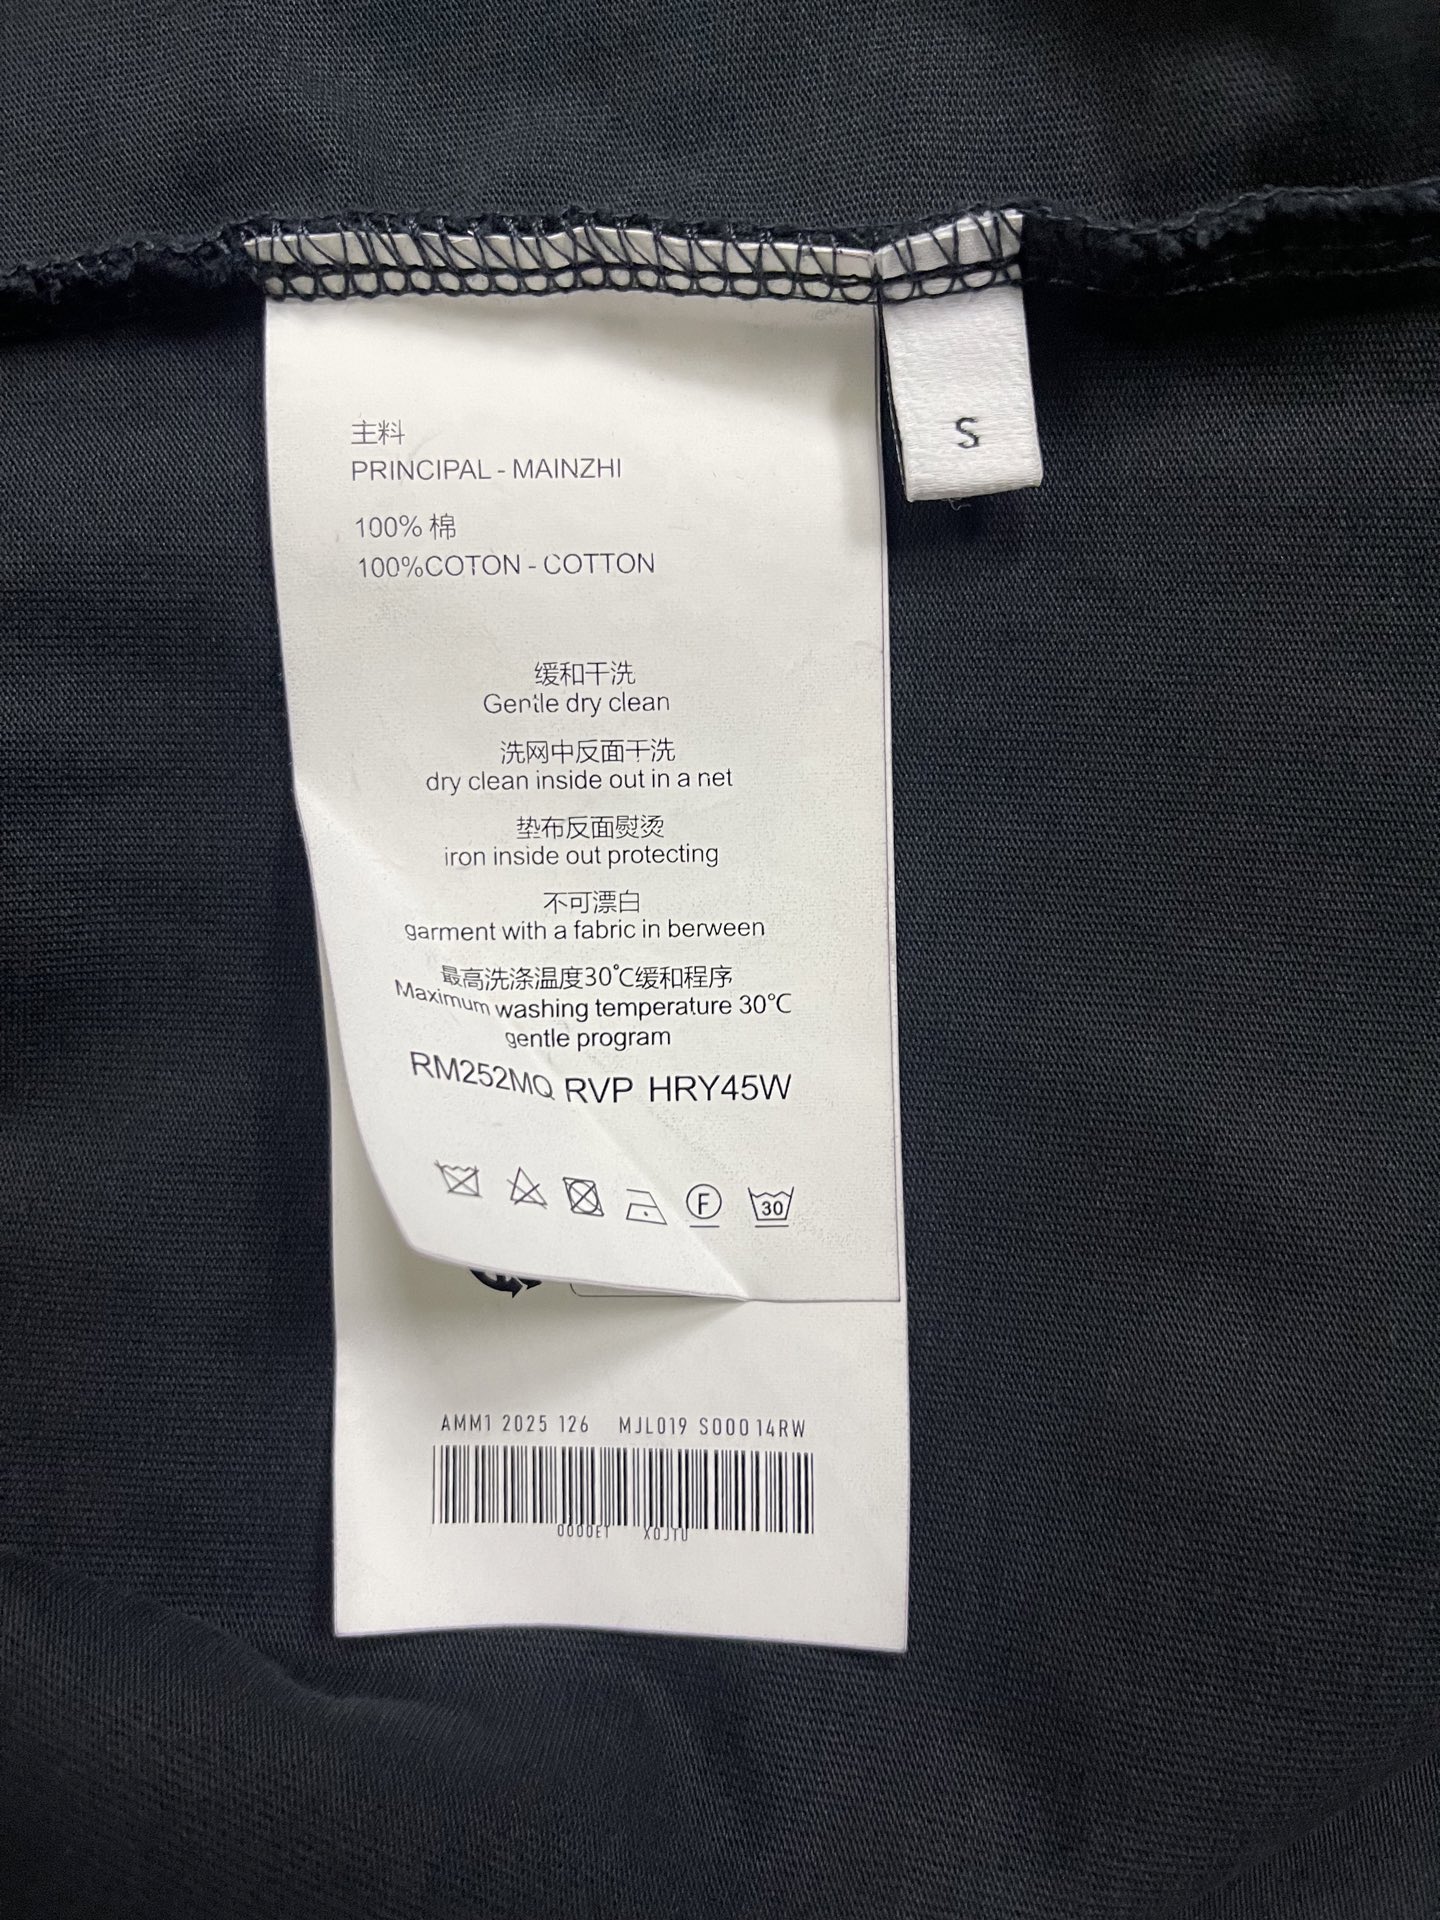 主料
PRINCIPAL - MAINZHI
100% 棉
100%COTON - COTTON
S
缓和干洗
Gentle dry clean
洗网中反面干洗
dry clean inside out in a net
垫布反面熨烫
iron inside out protecting
不可漂白
garment with a fabric in berween
最高洗涤温度30℃缓和程序
Maximum washing temperature 30℃
gentle program
RM252MQ RVP HRY45W
F
30
AMM1 2025 126 MJL019 S000 14RW
0000ET XOJTU